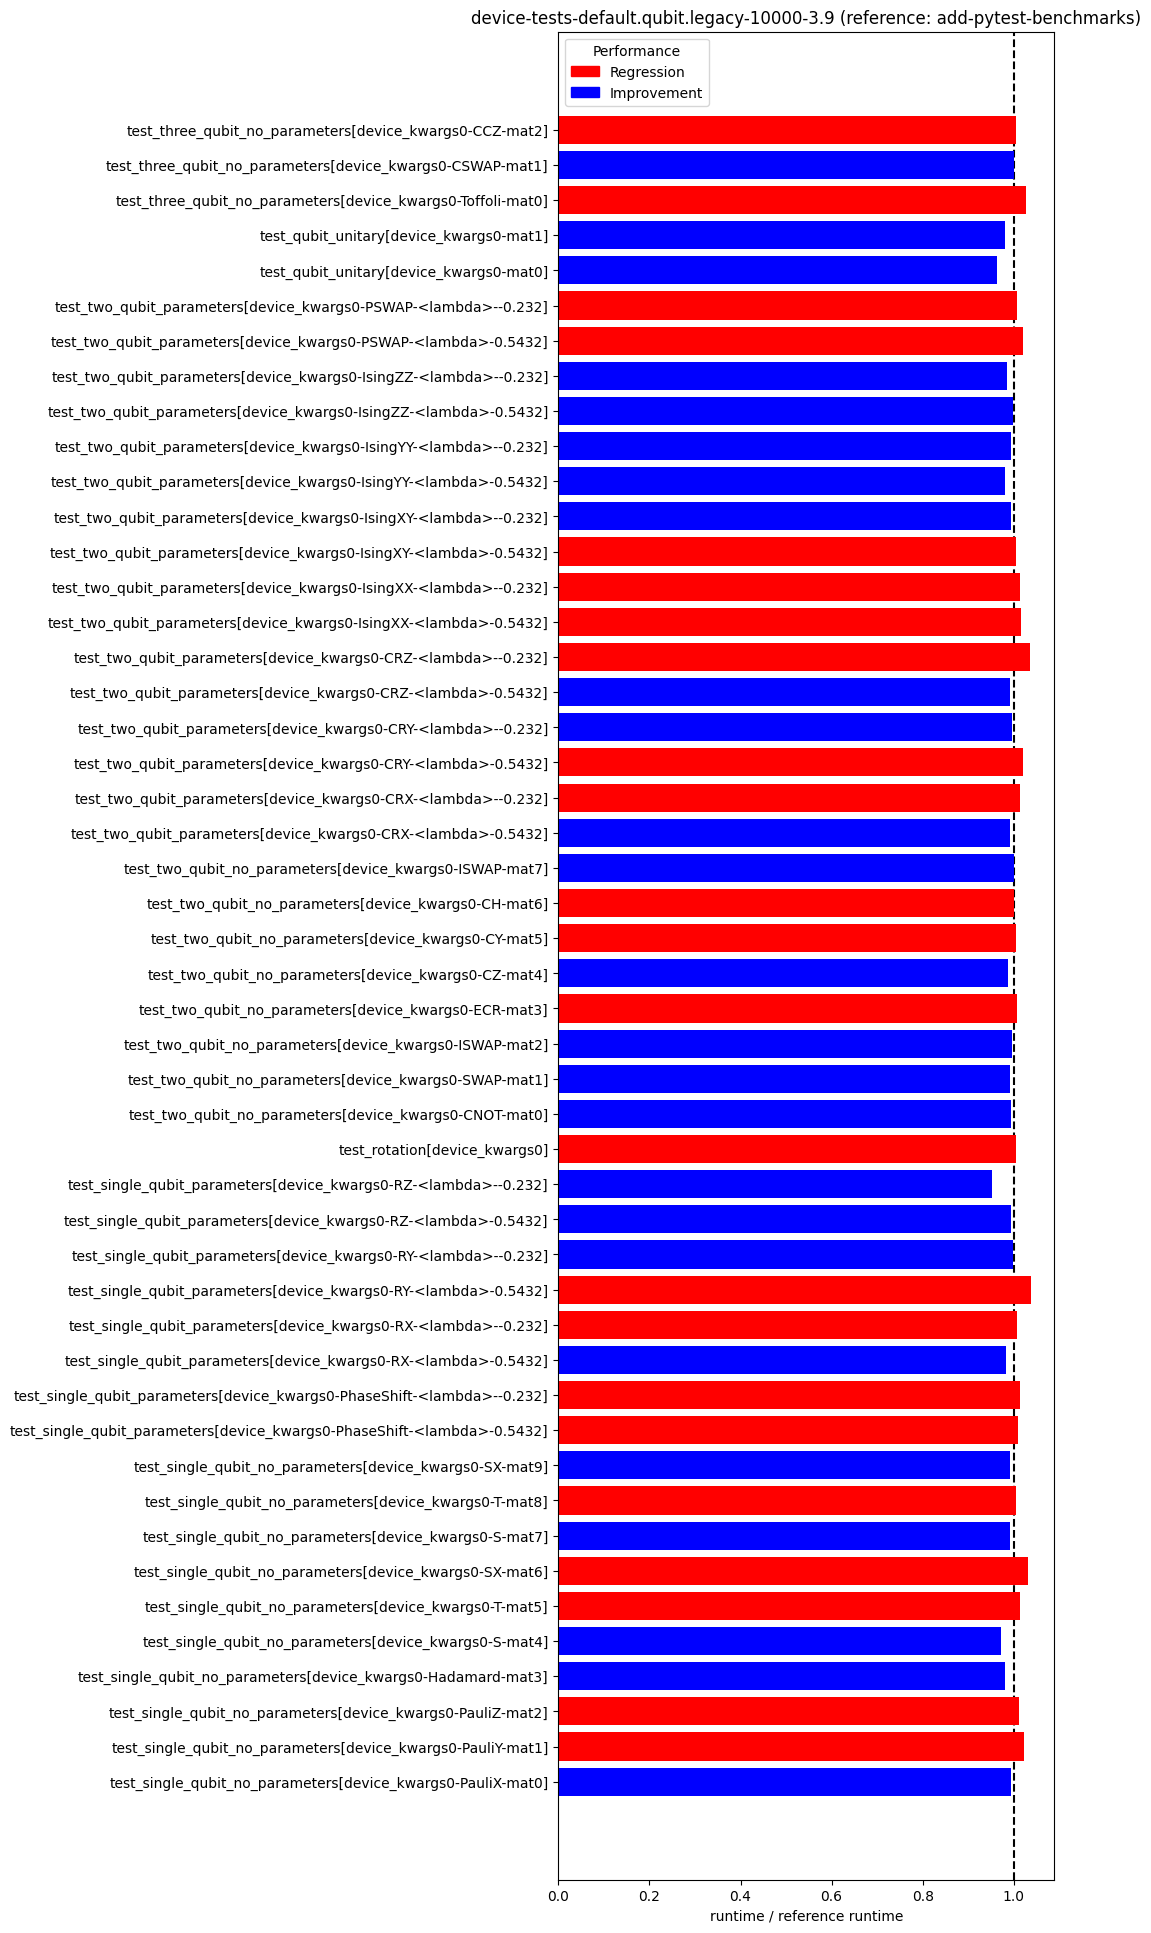 device-tests-default.qubit.legacy-10000-3.9 (reference: add-pytest-benchmarks)
Performance
Regression
Improvement
test_three_qubit_no_parameters[device_kwargs0-CCZ-mat2]
test_three_qubit_no_parameters[device_kwargs0-CSWAP-mat1]
test_three_qubit_no_parameters[device_kwargs0-Toffoli-mat0]
test_qubit_unitary[device_kwargs0-mat1]
test_qubit_unitary[device_kwargs0-mat0]
test_two_qubit_parameters[device_kwargs0-PSWAP-<lambda>--0.232]
test_two_qubit_parameters[device_kwargs0-PSWAP-<lambda>-0.5432]
test_two_qubit_parameters[device_kwargs0-IsingZZ-<lambda>--0.232]
test_two_qubit_parameters[device_kwargs0-IsingZZ-<lambda>-0.5432]
test_two_qubit_parameters[device_kwargs0-IsingYY-<lambda>--0.232]
test_two_qubit_parameters[device_kwargs0-IsingYY-<lambda>-0.5432]
test_two_qubit_parameters[device_kwargs0-IsingXY-<lambda>--0.232]
test_two_qubit_parameters[device_kwargs0-IsingXY-<lambda>-0.5432]
test_two_qubit_parameters[device_kwargs0-IsingXX-<lambda>--0.232]
test_two_qubit_parameters[device_kwargs0-IsingXX-<lambda>-0.5432]
test_two_qubit_parameters[device_kwargs0-CRZ-<lambda>--0.232]
test_two_qubit_parameters[device_kwargs0-CRZ-<lambda>-0.5432]
test_two_qubit_parameters[device_kwargs0-CRY-<lambda>--0.232]
test_two_qubit_parameters[device_kwargs0-CRY-<lambda>-0.5432]
test_two_qubit_parameters[device_kwargs0-CRX-<lambda>--0.232]
test_two_qubit_parameters[device_kwargs0-CRX-<lambda>-0.5432]
test_two_qubit_no_parameters[device_kwargs0-ISWAP-mat7]
test_two_qubit_no_parameters[device_kwargs0-CH-mat6]
test_two_qubit_no_parameters[device_kwargs0-CY-mat5]
test_two_qubit_no_parameters[device_kwargs0-CZ-mat4]
test_two_qubit_no_parameters[device_kwargs0-ECR-mat3]
test_two_qubit_no_parameters[device_kwargs0-ISWAP-mat2]
test_two_qubit_no_parameters[device_kwargs0-SWAP-mat1]
test_two_qubit_no_parameters[device_kwargs0-CNOT-mat0]
test_rotation[device_kwargs0]
test_single_qubit_parameters[device_kwargs0-RZ-<lambda>--0.232]
test_single_qubit_parameters[device_kwargs0-RZ-<lambda>-0.5432]
test_single_qubit_parameters[device_kwargs0-RY-<lambda>--0.232]
test_single_qubit_parameters[device_kwargs0-RY-<lambda>-0.5432]
test_single_qubit_parameters[device_kwargs0-RX-<lambda>--0.232]
test_single_qubit_parameters[device_kwargs0-RX-<lambda>-0.5432]
test_single_qubit_parameters[device_kwargs0-PhaseShift-<lambda>--0.232]
test_single_qubit_parameters[device_kwargs0-PhaseShift-<lambda>-0.5432]
test_single_qubit_no_parameters[device_kwargs0-SX-mat9]
test_single_qubit_no_parameters[device_kwargs0-T-mat8]
test_single_qubit_no_parameters[device_kwargs0-S-mat7]
test_single_qubit_no_parameters[device_kwargs0-SX-mat6]
test_single_qubit_no_parameters[device_kwargs0-T-mat5]
test_single_qubit_no_parameters[device_kwargs0-S-mat4]
test_single_qubit_no_parameters[device_kwargs0-Hadamard-mat3]
test_single_qubit_no_parameters[device_kwargs0-PauliZ-mat2]
test_single_qubit_no_parameters[device_kwargs0-PauliY-mat1]
test_single_qubit_no_parameters[device_kwargs0-PauliX-mat0]
0.0 0.2 0.4 0.6 0.8 1.0
runtime / reference runtime